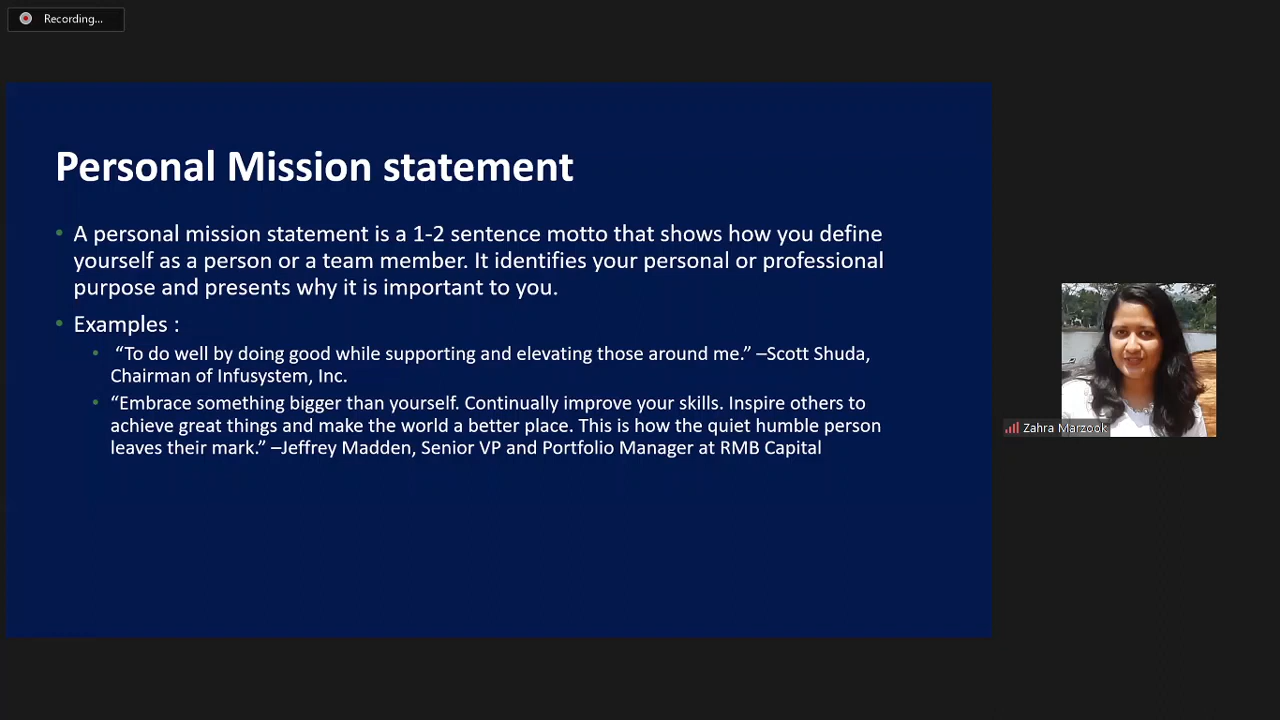 Recording...
Personal Mission statement
• A personal mission statement is a 1-2 sentence motto that shows how you define
yourself as a person or a team member. It identifies your personal or professional
purpose and presents why it is important to you.
• Examples :
• “To do well by doing good while supporting and elevating those around me.” –Scott Shuda,
Chairman of Infusystem, Inc.
• “Embrace something bigger than yourself. Continually improve your skills. Inspire others to
achieve great things and make the world a better place. This is how the quiet humble person
leaves their mark.” –Jeffrey Madden, Senior VP and Portfolio Manager at RMB Capital
Zahra Marzook